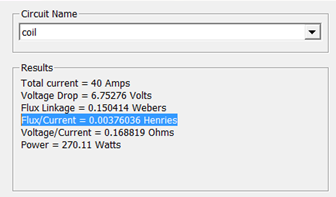 Circuit Name
coil
Results
Total current = 40 Amps
Voltage Drop = 6.75276 Volts
Flux Linkage = 0.150414 Webers
Flux/Current = 0.00376036 Henries
Voltage/Current = 0.168819 Ohms
Power = 270.11 Watts